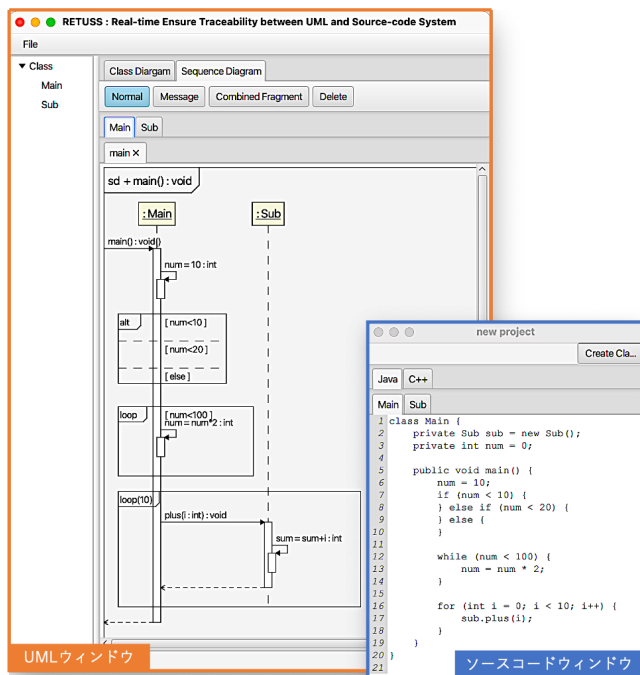 RETUSS : Real-time Ensure Traceability between UML and Source-code System
File
Class
Main
Sub
Class Diargam
Sequence Diagram
Normal
Message
Combined Fragment
Delete
Main
Sub
main ×
sd + main() : void
: Main
: Sub
main() : void()
num = 10 : int
alt
[ num<10 ]
[ num<20 ]
[ else ]
loop
[ num<100 ]
num = num*2 : int
loop(10)
plus(i : int) : void
sum = sum+i : int
UMLウィンドウ
new project
Create Cla...
Java
C++
Main
Sub
1 class Main {
2     private Sub sub = new Sub();
3     private int num = 0;
4
5     public void main() {
6         num = 10;
7         if (num < 10) {
8         } else if (num < 20) {
9         } else {
10         }
11
12         while (num < 100) {
13             num = num * 2;
14         }
15
16         for (int i = 0; i < 10; i++) {
17             sub.plus(i);
18         }
19     }
20 }
21
ソースコードウィンドウ